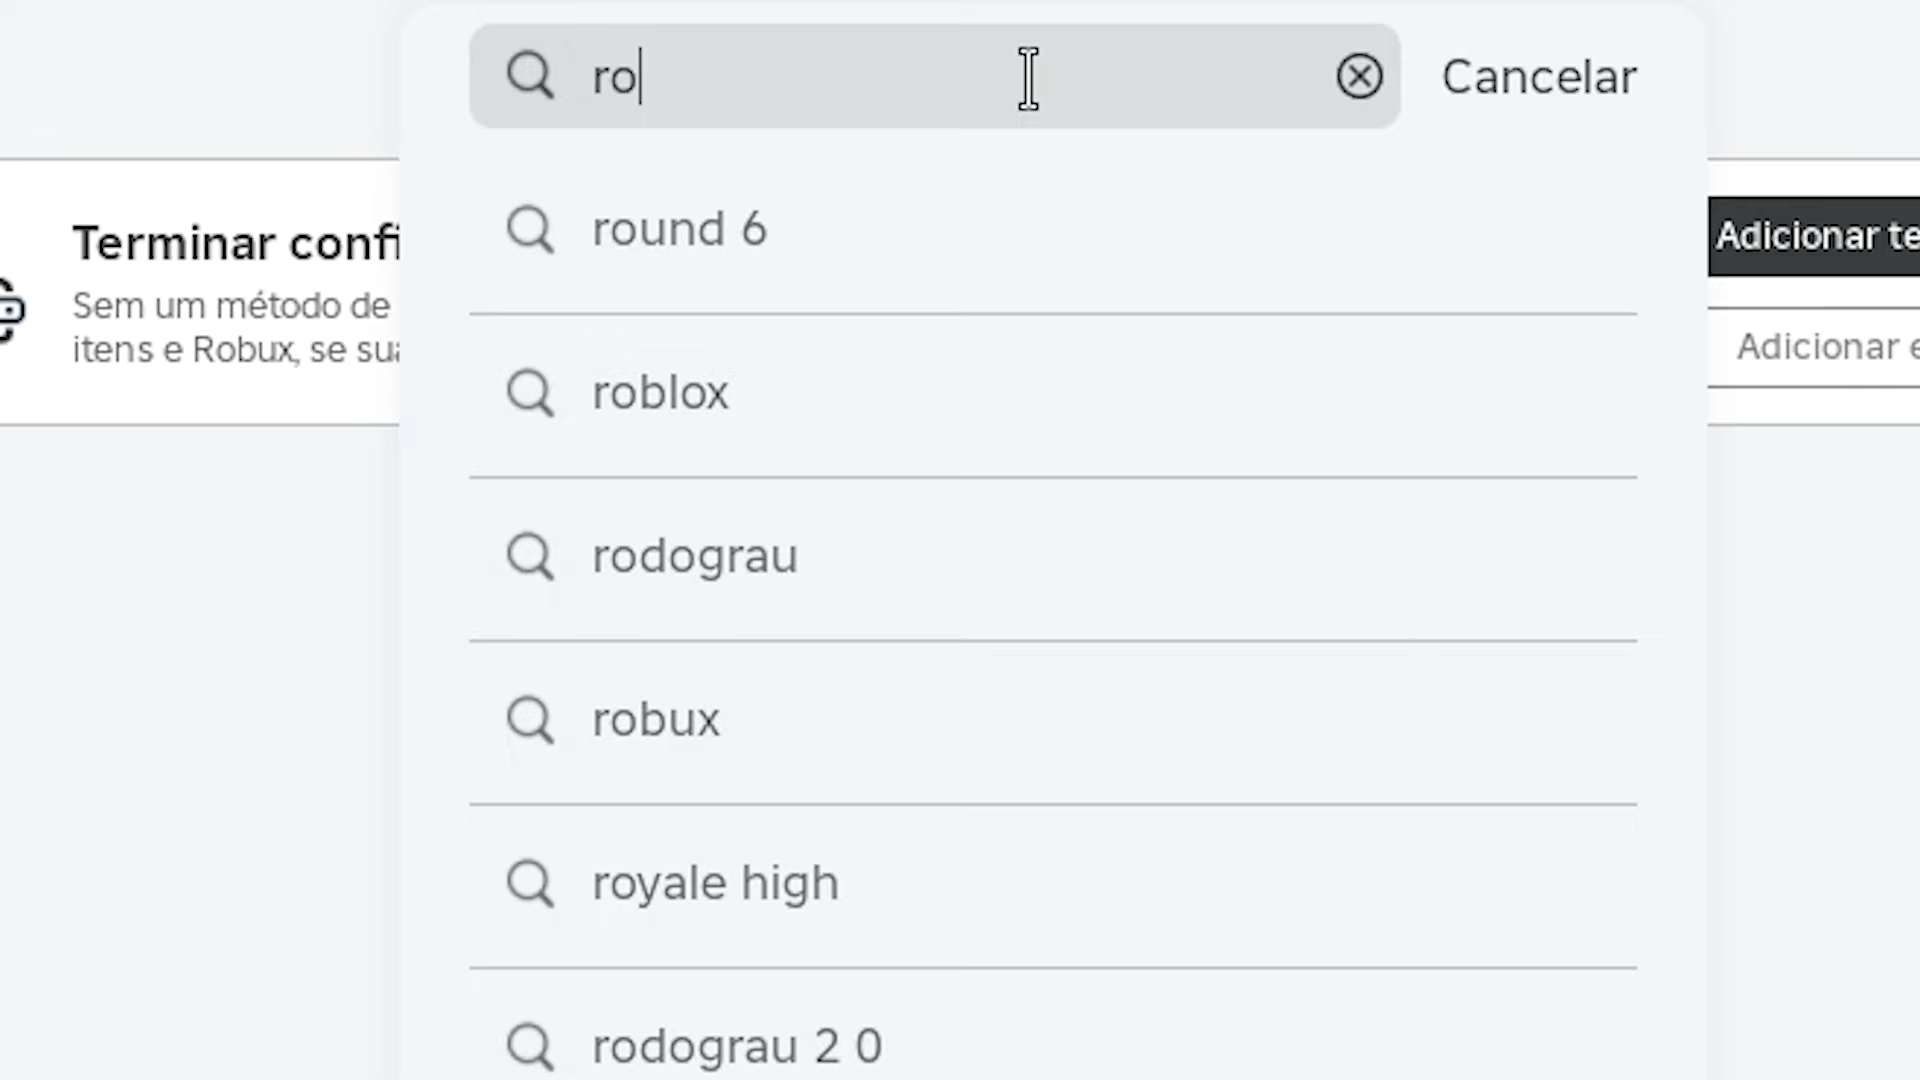 ro
Cancelar
round 6
Terminar confi
Adicionar te
Sem um método de
itens e Robux, se sua
Adicionar e
roblox
rodograu
robux
royale high
rodograu 2 0